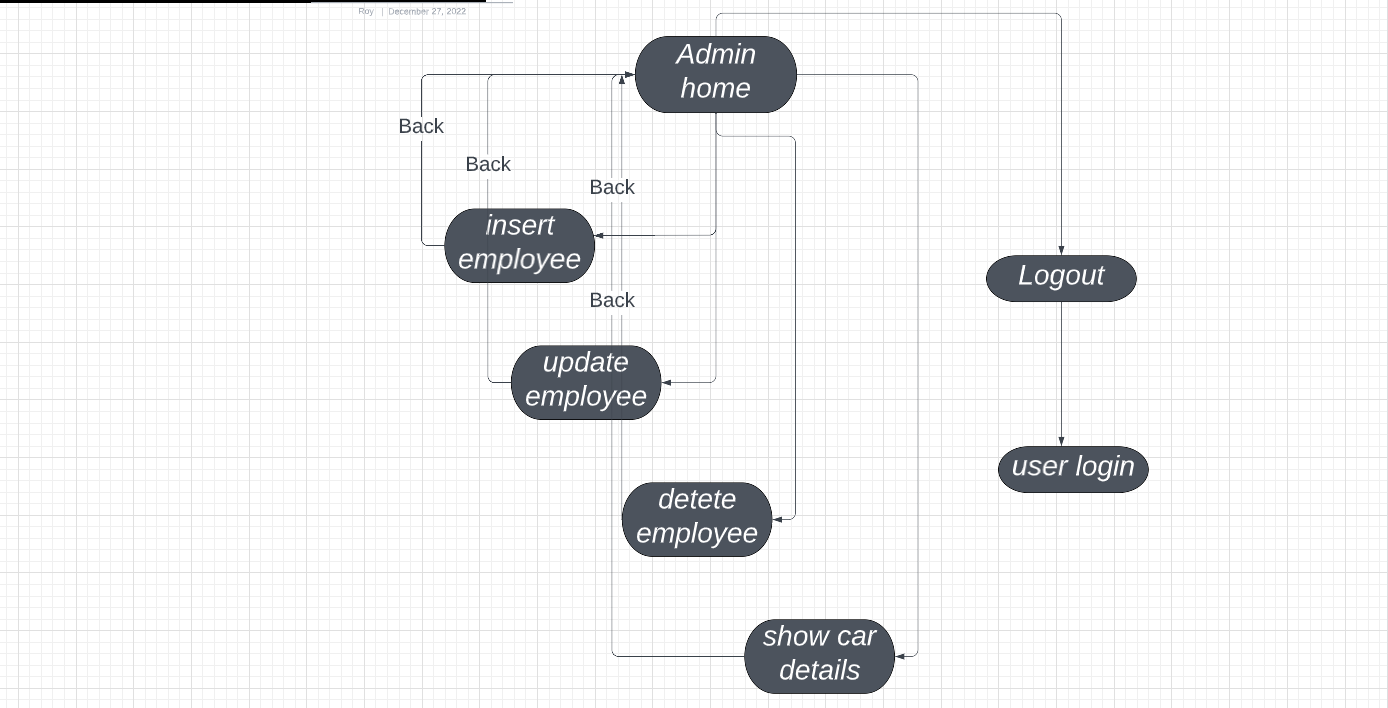 Roy | December 27, 2022
Admin
home
Back
Back
Back
insert
employee
Logout
Back
update
employee
user login
detete
employee
show car
details